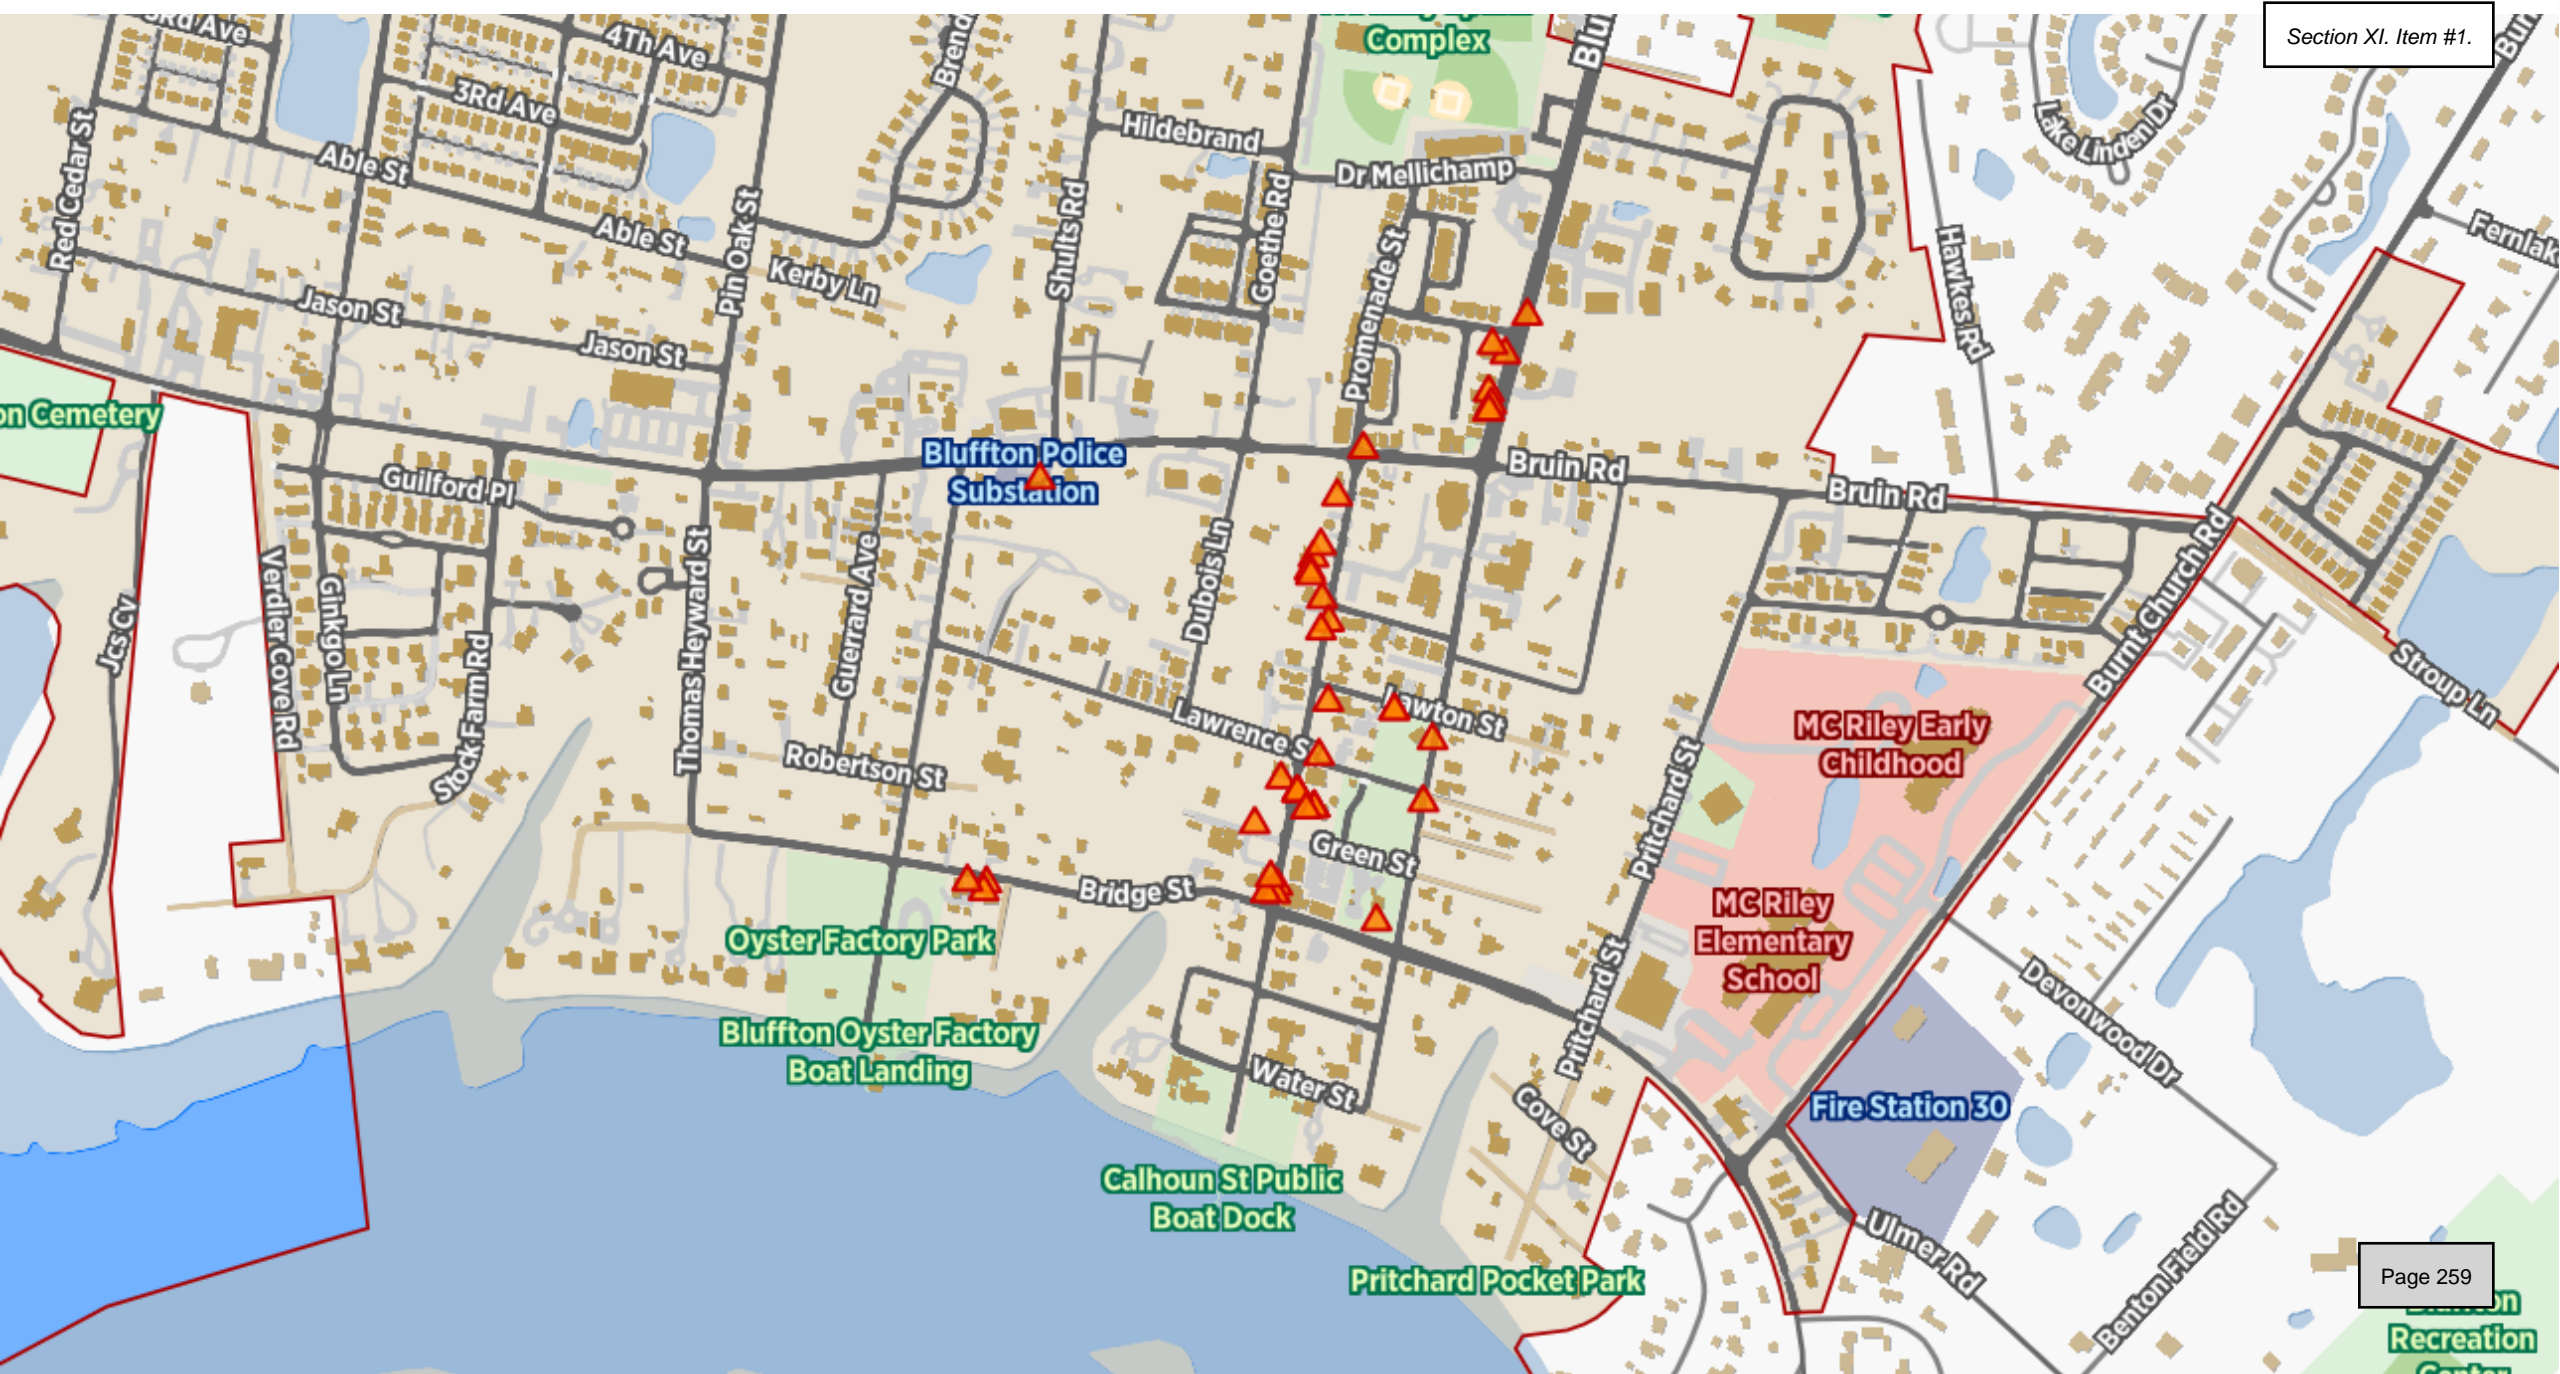 Section XI. Item #1.
3Rd Ave
4Th Ave
Complex
3Rd Ave
Hildebrand
Lake Linden Dr
Dr Mellichamp
Red Cedar St
Able St
Able St
Pin Oak St
Shults Rd
Goethe Rd
Promenade St
Hawkes Rd
Kerby Ln
Jason St
Jason St
Cemetery
Bluffton Police
Substation
Guilford Pl
Bruin Rd
Bruin Rd
Jcs Cv
Verdier Cove Rd
Ginkgo Ln
Stock Farm Rd
Thomas Heyward St
Guerrard Ave
Dubois Ln
Burnt Church Rd
Stroup Ln
Lawton St
Lawrence S
Robertson St
MC Riley Early
Childhood
Pritchard St
Green St
Bridge St
MC Riley
Elementary
School
Oyster Factory Park
Bluffton Oyster Factory
Boat Landing
Devonwood Dr
Pritchard St
Water St
Cove St
Fire Station 30
Calhoun St Public
Boat Dock
Ulmer Rd
Benton Field Rd
Pritchard Pocket Park
Page 259
Recreation